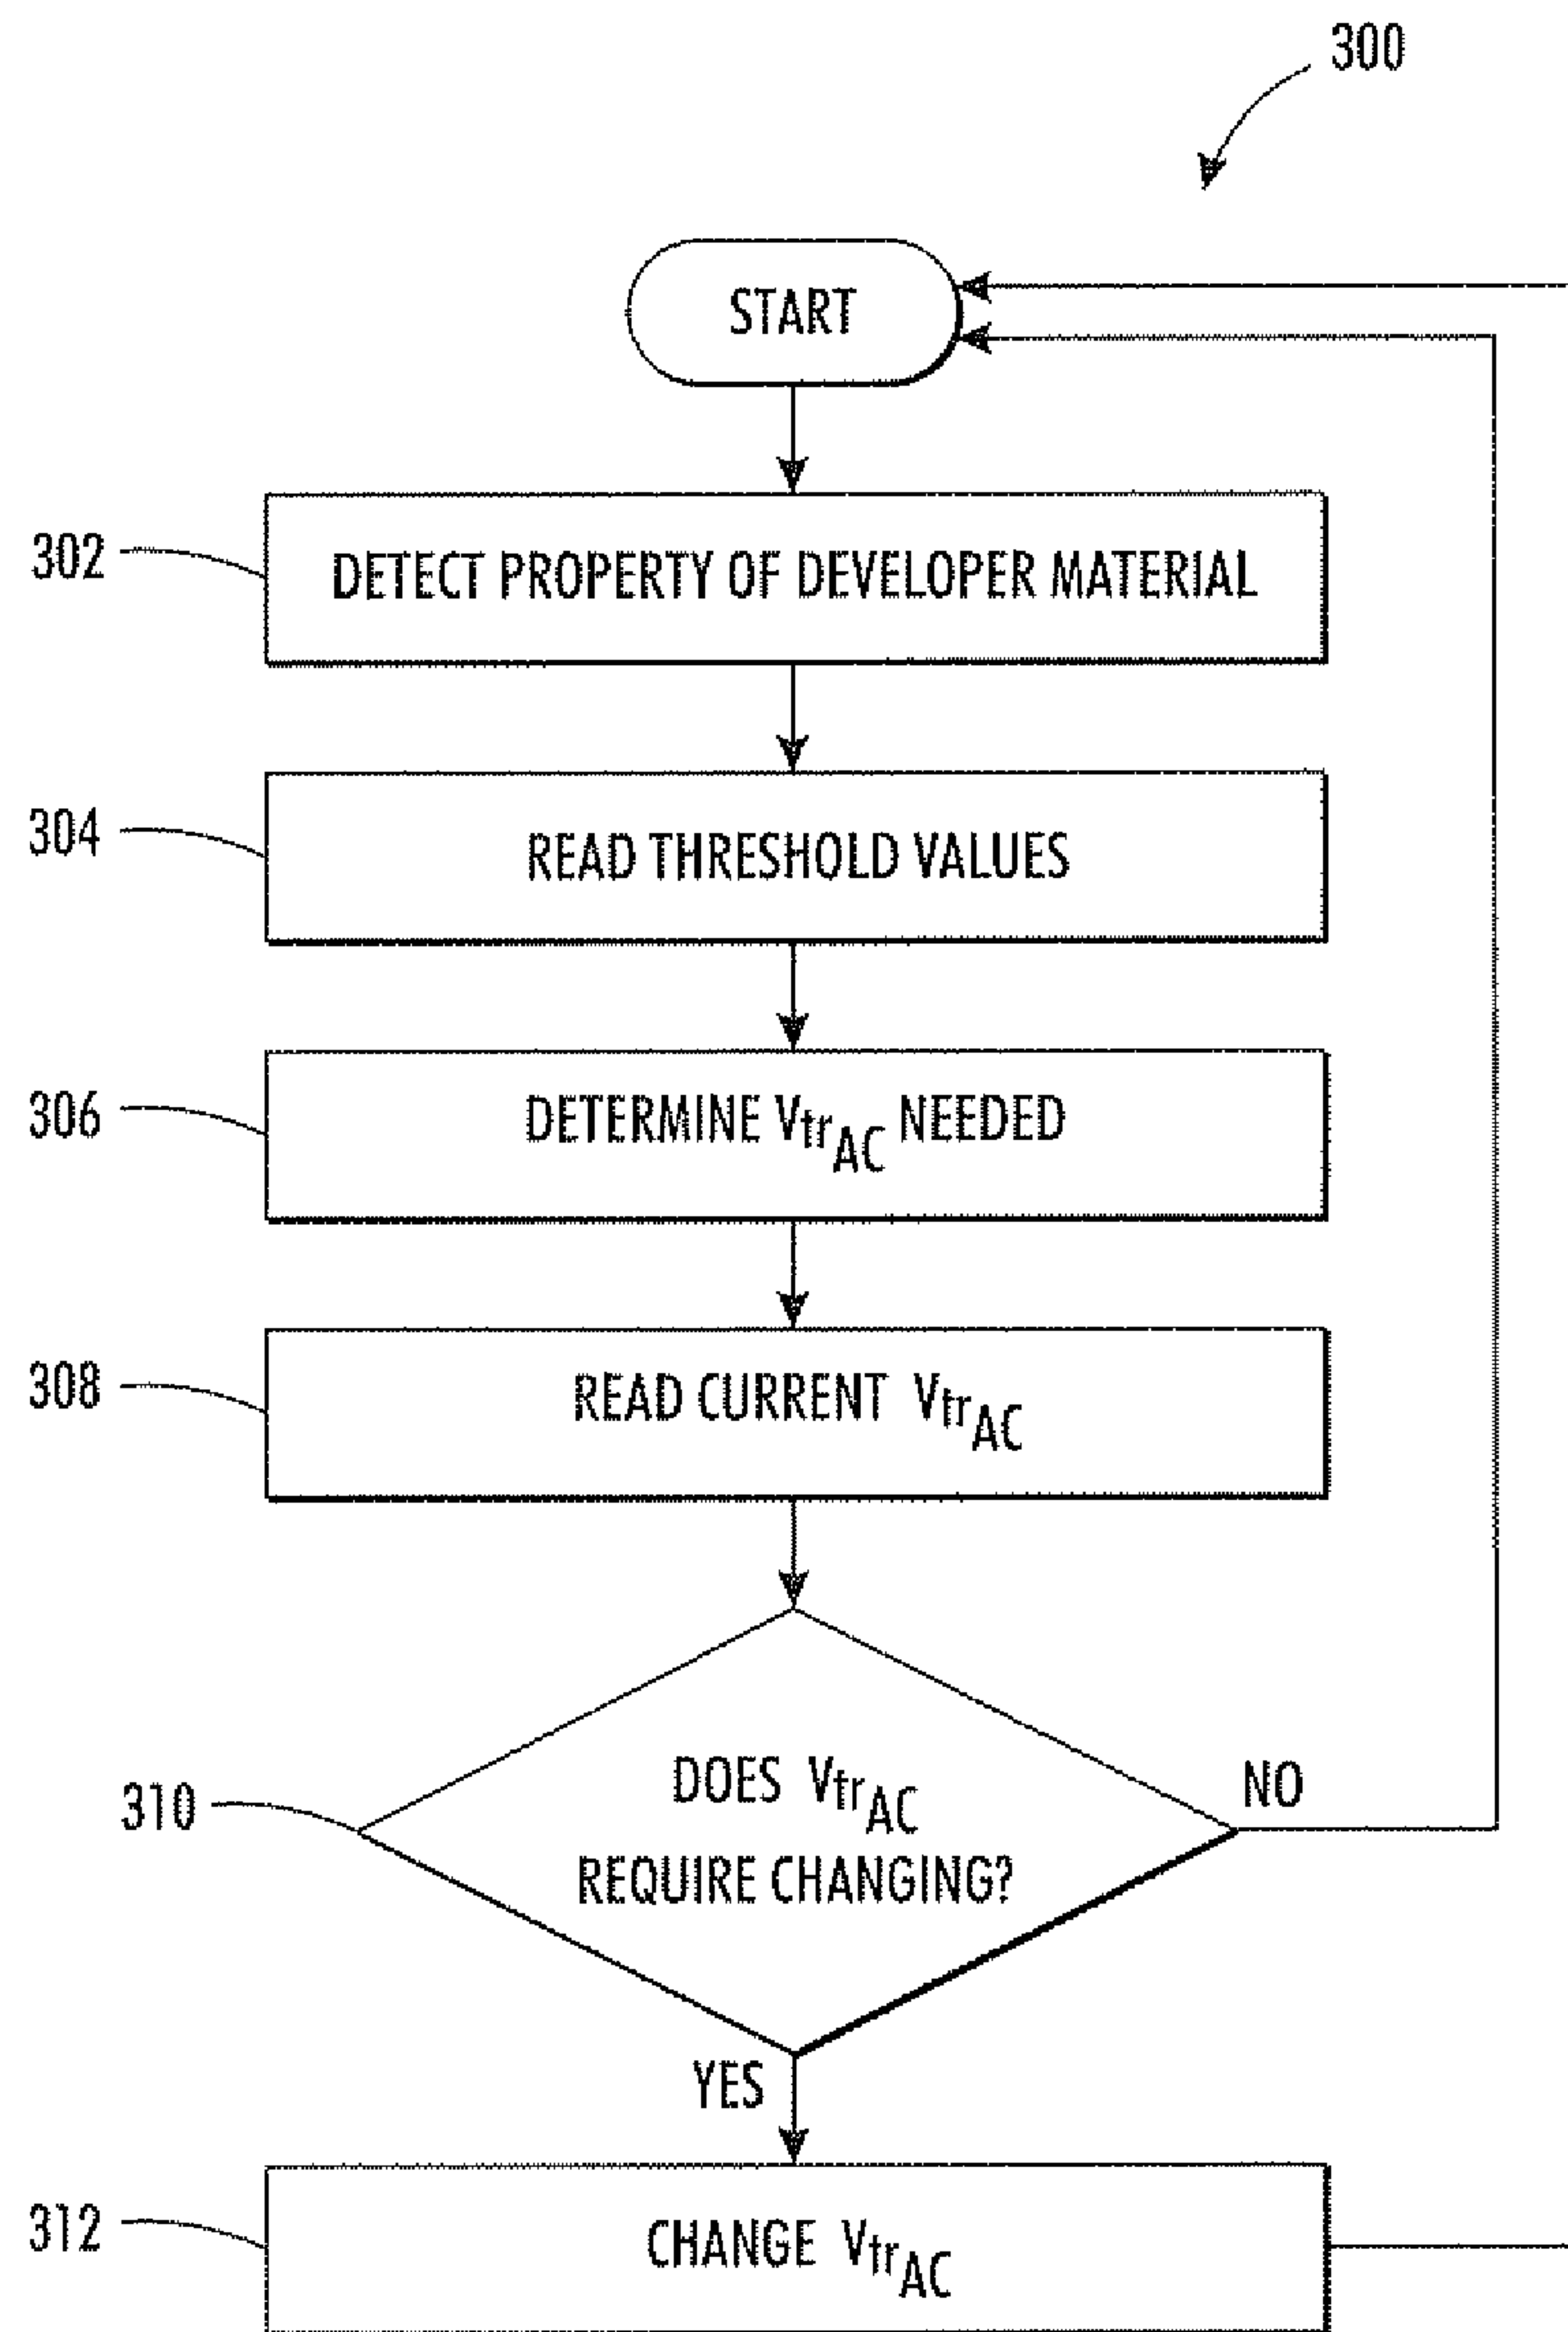 300
START
302
DETECT PROPERTY OF DEVELOPER MATERIAL
304
READ THRESHOLD VALUES
306
DETERMINE VtrAC NEEDED
308
READ CURRENT VtrAC
310
DOES VtrAC
REQUIRE CHANGING?
NO
YES
312
CHANGE VtrAC